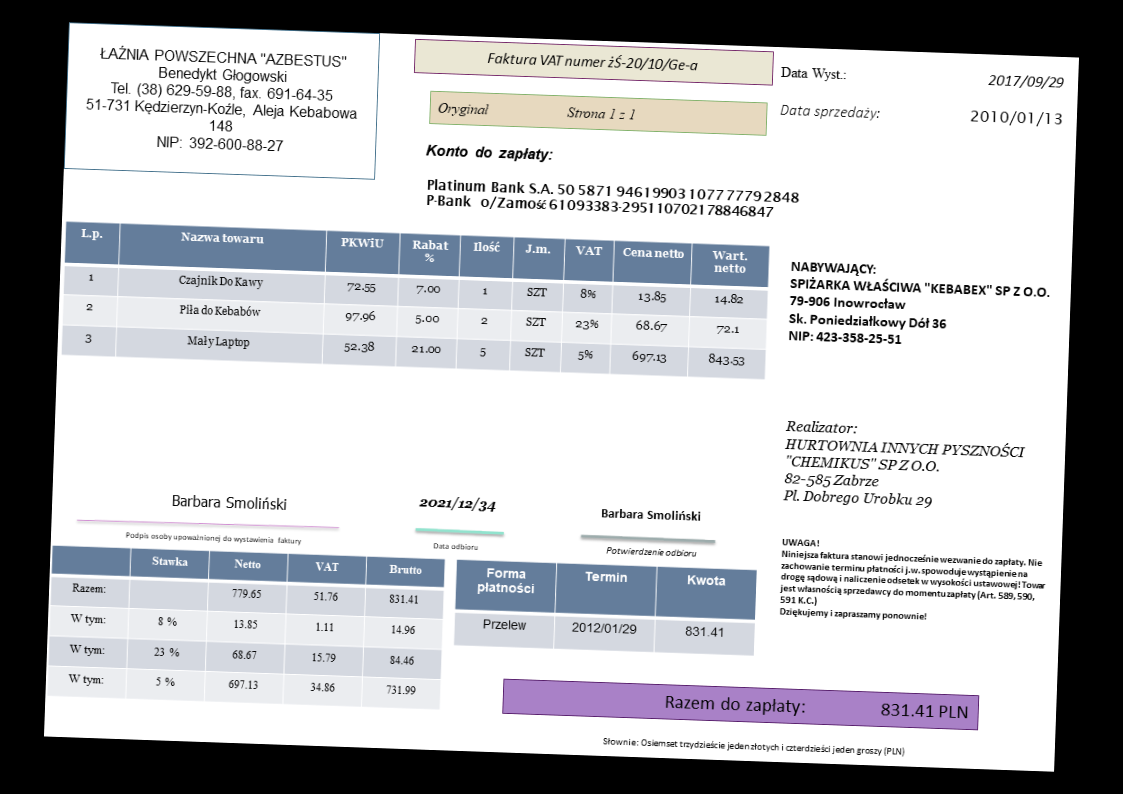 ŁAŹNIA POWSZECHNA "AZBESTUS"
Benedykt Głogowski
Tel. (38) 629-59-88, fax. 691-64-35
51-731 Kędzierzyn-Koźle, Aleja Kebabowa
148
NIP: 392-600-88-27
Faktura VAT numer żŚ-20/10/Ge-a
Oryginał Strona 1 z 1
Data Wyst.: 2017/09/29
Data sprzedaży: 2010/01/13
Konto do zapłaty:
Platinum Bank S.A. 50 5871 9461 9903 1077 7779 2848
P-Bank o/Zamość 61093383-295110702178846847
L.p. Nazwa towaru PKWiU Rabat % Ilość J.m. VAT Cena netto Wart. netto
1 Czajnik Do Kawy 72.55 7.00 1 SZT 8% 13.85 14.82
2 Piła do Kebabów 97.96 5.00 2 SZT 23% 68.67 72.1
3 Mały Laptop 52.38 21.00 5 SZT 5% 697.13 843.53
NABYWAJĄCY:
SPIŻARKA WŁAŚCIWA "KEBABEX" SP Z O.O.
79-906 Inowrocław
Sk. Poniedziałkowy Dół 36
NIP: 423-358-25-51
Realizator:
HURTOWNIA INNYCH PYSZNOŚCI
"CHEMIKUS" SP Z O.O.
82-585 Zabrze
Pl. Dobrego Urobku 29
Barbara Smoliński
Podpis osoby upoważnionej do wystawienia faktury
2021/12/34
Data odbioru
Barbara Smoliński
Potwierdzenie odbioru
UWAGA!
Niniejsza faktura stanowi jednocześnie wezwanie do zapłaty. Nie
zachowanie terminu płatności j.w. spowoduje wystąpienie na
drogę sądową i naliczenie odsetek w wysokości ustawowej! Towar
jest własnością sprzedawcy do momentu zapłaty (Art. 589, 590,
591 K.C.)
Dziękujemy i zapraszamy ponownie!
Stawka Netto VAT Brutto
Razem: 779.65 51.76 831.41
W tym: 8 % 13.85 1.11 14.96
W tym: 23 % 68.67 15.79 84.46
W tym: 5 % 697.13 34.86 731.99
Forma płatności Termin Kwota
Przelew 2012/01/29 831.41
Razem do zapłaty: 831.41 PLN
Słownie: Osiemset trzydzieście jeden złotych i czterdzieści jeden groszy (PLN)